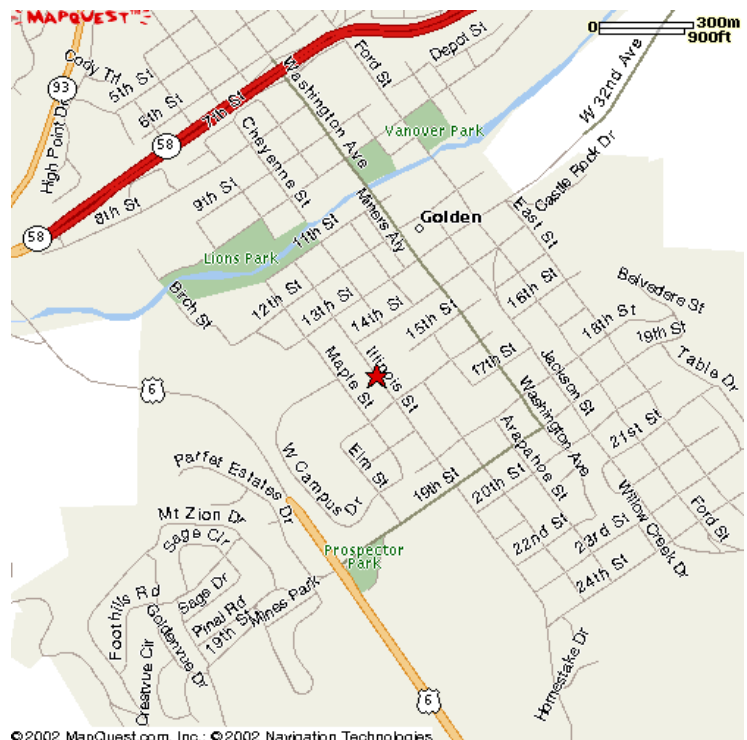 MAPQUEST™
0 300m
900ft
Cody Trl
5th St
6th St
7th St
Ford St
Depot St
W 32nd Ave
93
High Point Dr
58
Washington Ave
Cheyenne St
Vanover Park
Castle Rock Dr
8th St
9th St
Miners Aly
Golden
East St
58
11th St
Lions Park
Birch St
12th St
13th St
14th St
15th St
16th St
Belvedere St
18th St
19th St
Table Dr
Illinois St
Maple St
17th St
Jackson St
6
Washington Ave
Arapahoe St
21st St
W Campus Dr
Elm St
19th St
20th St
Parfet Estates Dr
Mt Zion Dr
Sage Cir
Willow Creek Dr
Ford St
22nd St
23rd St
24th St
Prospector
Park
Foothills Rd
Sage Dr
Pinal Rd
19th St
Mines Park
Goldenvue Dr
Crestvue Cir
Homestake Dr
6
©2002 MapQuest.com, Inc.; ©2002 Navigation Technologies